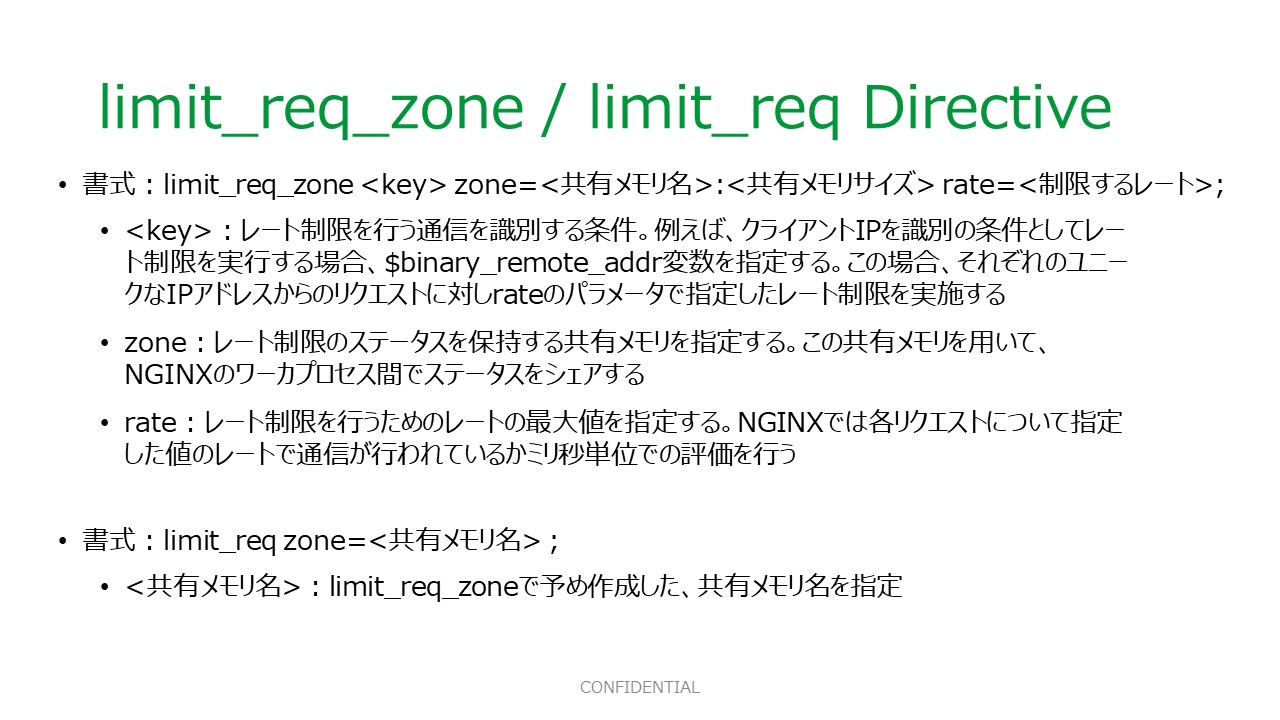 limit_req_zone / limit_req Directive
• 書式：limit_req_zone <key> zone=<共有メモリ名>:<共有メモリサイズ> rate=<制限するレート>;
• <key>：レート制限を行う通信を識別する条件。例えば、クライアントIPを識別の条件としてレー
ト制限を実行する場合、$binary_remote_addr変数を指定する。この場合、それぞれのユニー
クなIPアドレスからのリクエストに対しrateのパラメータで指定したレート制限を実施する
• zone：レート制限のステータスを保持する共有メモリを指定する。この共有メモリを用いて、
NGINXのワーカプロセス間でステータスをシェアする
• rate：レート制限を行うためのレートの最大値を指定する。NGINXでは各リクエストについて指定
した値のレートで通信が行われているかミリ秒単位での評価を行う
• 書式：limit_req zone=<共有メモリ名> ;
• <共有メモリ名>：limit_req_zoneで予め作成した、共有メモリ名を指定
CONFIDENTIAL